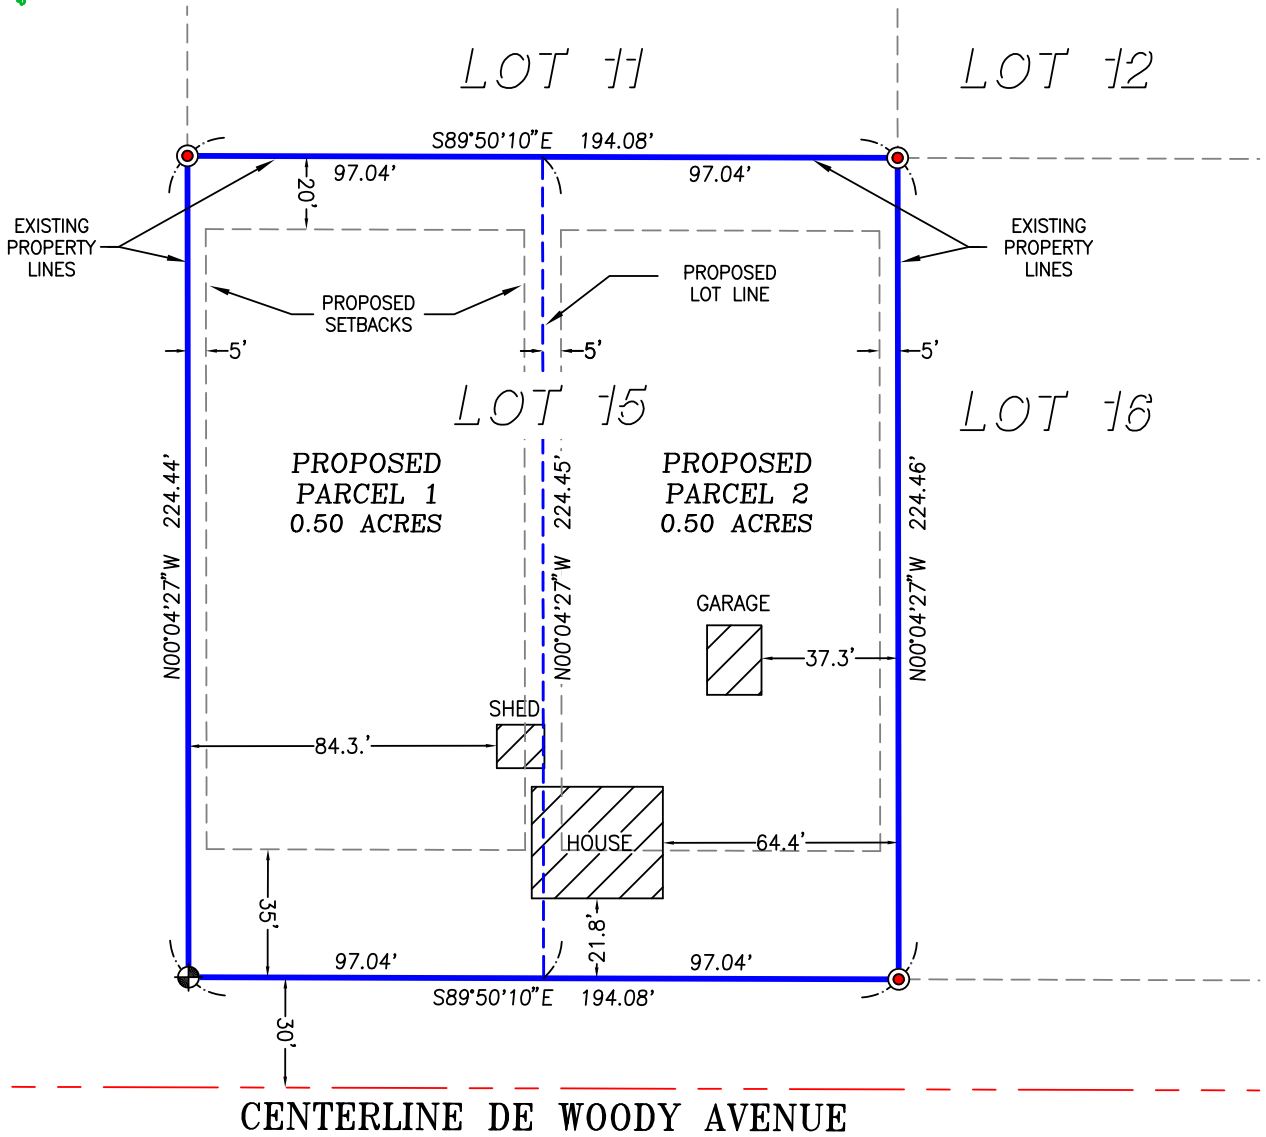 LOT 11
LOT 12
S89°50'10"E 194.08'
97.04'
97.04'
20'
EXISTING
PROPERTY
LINES
EXISTING
PROPERTY
LINES
PROPOSED
LOT LINE
PROPOSED
SETBACKS
5'
5'
5'
LOT 15
LOT 16
PROPOSED
PARCEL 1
0.50 ACRES
PROPOSED
PARCEL 2
0.50 ACRES
N00°04'27"W 224.44'
N00°04'27"W 224.45'
N00°04'27"W 224.46'
GARAGE
37.3'
SHED
84.3.'
HOUSE
64.4'
35'
21.8'
97.04'
97.04'
S89°50'10"E 194.08'
30'
CENTERLINE DE WOODY AVENUE